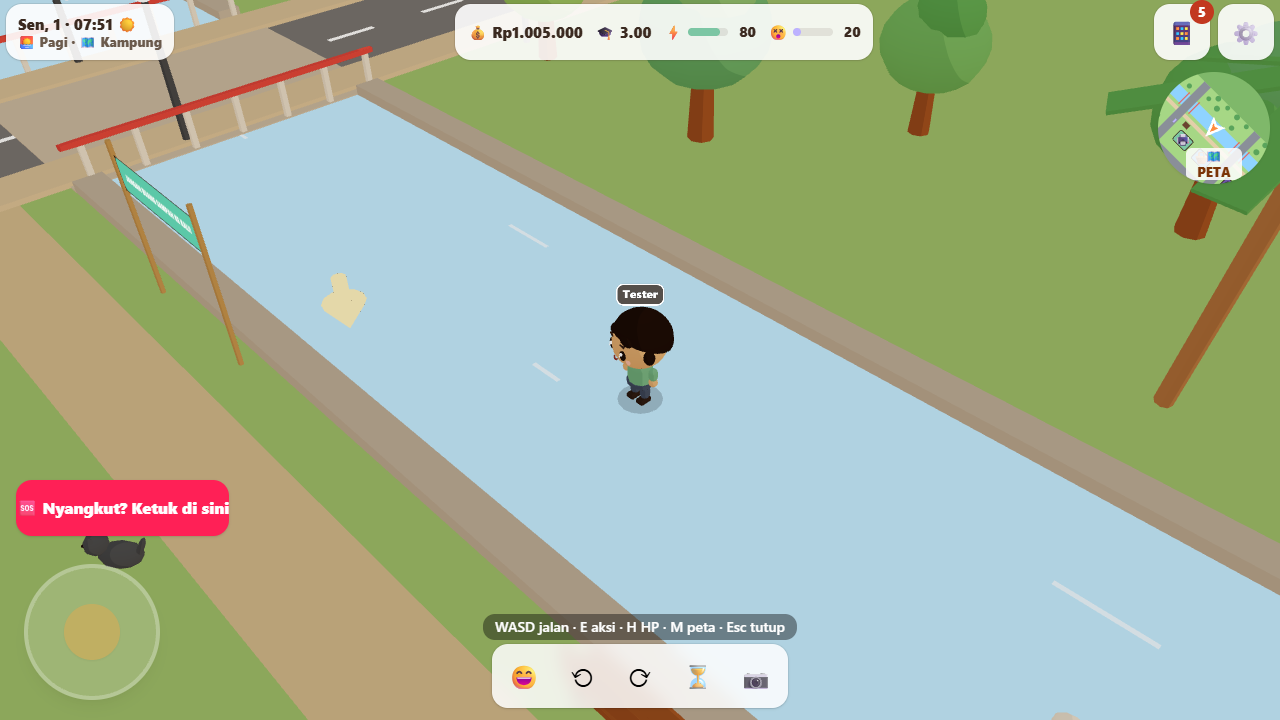 Sen, 1 · 07:51
Pagi · Kampung
Rp1.005.000
3.00
80
20
5
PETA
Tester
SOS
Nyangkut? Ketuk di sini
WASD jalan · E aksi · H HP · M peta · Esc tutup